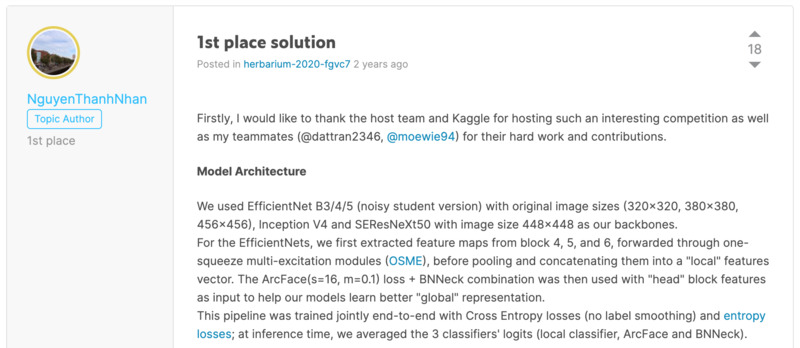 NguyenThanhNhan
Topic Author
1st place
1st place solution
Posted in herbarium-2020-fgvc7 2 years ago
18
Firstly, I would like to thank the host team and Kaggle for hosting such an interesting competition as well
as my teammates (@dattran2346, @moewie94) for their hard work and contributions.
Model Architecture
We used EfficientNet B3/4/5 (noisy student version) with original image sizes (320×320, 380×380,
456×456), Inception V4 and SEResNeXt50 with image size 448×448 as our backbones.
For the EfficientNets, we first extracted feature maps from block 4, 5, and 6, forwarded through one-
squeeze multi-excitation modules (OSME), before pooling and concatenating them into a "local" features
vector. The ArcFace(s=16, m=0.1) loss + BNNeck combination was then used with "head" block features
as input to help our models learn better "global" representation.
This pipeline was trained jointly end-to-end with Cross Entropy losses (no label smoothing) and entropy
losses; at inference time, we averaged the 3 classifiers' logits (local classifier, ArcFace and BNNeck).